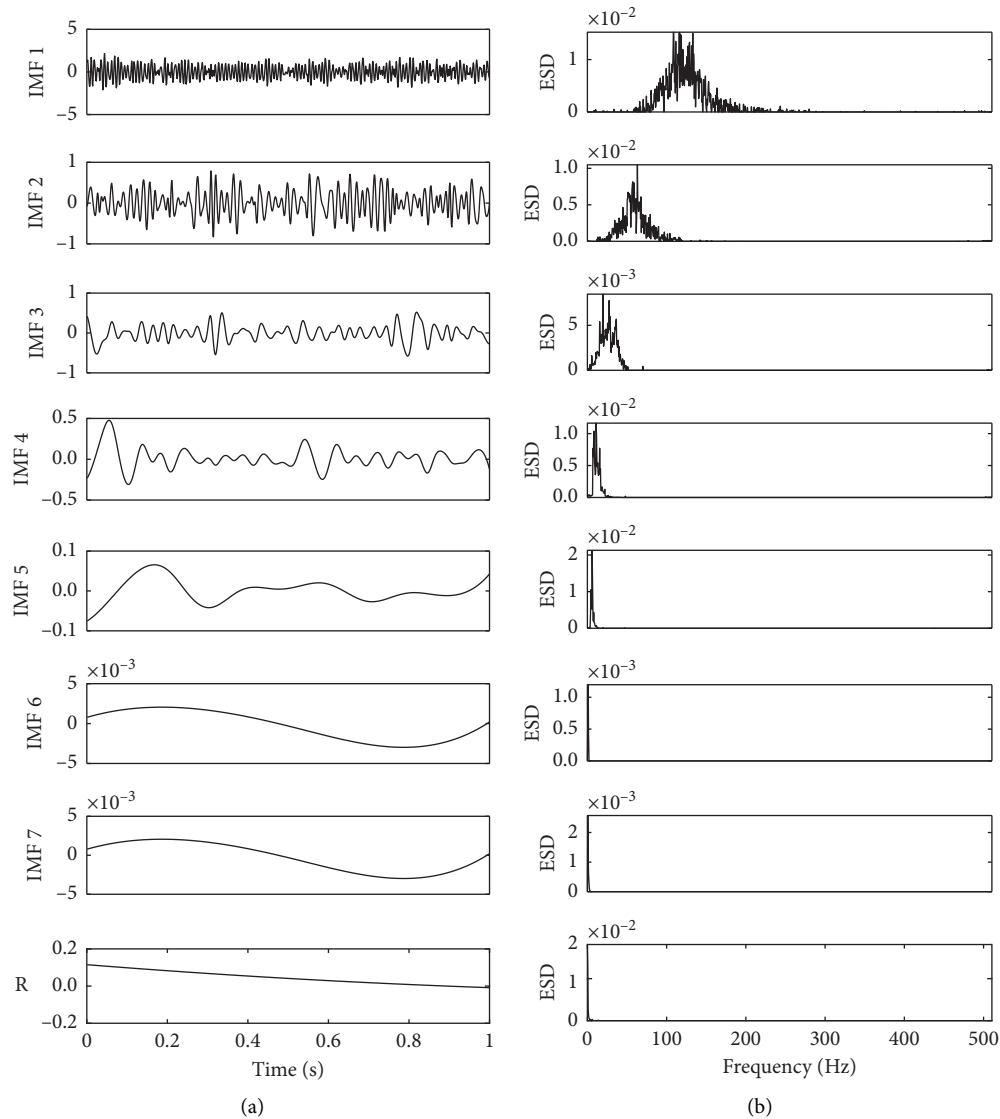 5
0
−5
IMF 1
×10−2
1
0
ESD
1
0
−1
IMF 2
×10−2
1.0
0.5
0.0
ESD
1
0
−1
IMF 3
×10−3
5
0
ESD
0.5
0.0
−0.5
IMF 4
×10−2
1.0
0.5
0.0
ESD
0.1
0.0
−0.1
IMF 5
×10−2
2
1
0
ESD
×10−3
5
0
−5
IMF 6
×10−3
1.0
0.5
0.0
ESD
×10−3
5
0
−5
IMF 7
×10−3
2
1
0
ESD
0.2
0.0
−0.2
R
0 0.2 0.4 0.6 0.8 1
Time (s)
(a)
×10−2
2
1
0
ESD
0 100 200 300 400 500
Frequency (Hz)
(b)